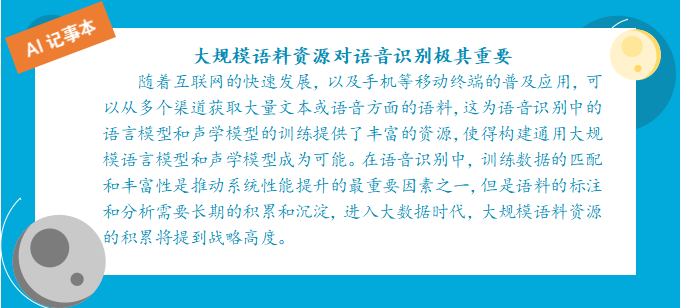 AI 记事本
大规模语料资源对语音识别极其重要
随着互联网的快速发展，以及手机等移动终端的普及应用，可
以从多个渠道获取大量文本或语音方面的语料，这为语音识别中的
语言模型和声学模型的训练提供了丰富的资源，使得构建通用大规
模语言模型和声学模型成为可能。在语音识别中，训练数据的匹配
和丰富性是推动系统性能提升的最重要因素之一，但是语料的标注
和分析需要长期的积累和沉淀，进入大数据时代，大规模语料资源
的积累将提到战略高度。